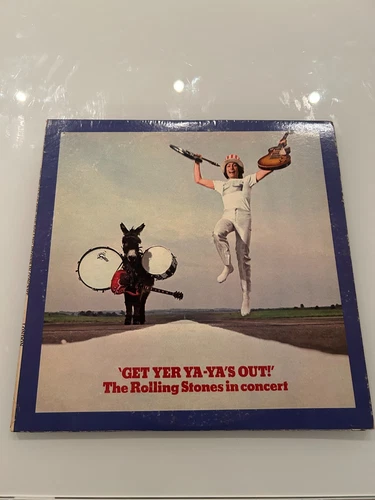 'GET YER YA-YA'S OUT!'
The Rolling Stones in concert